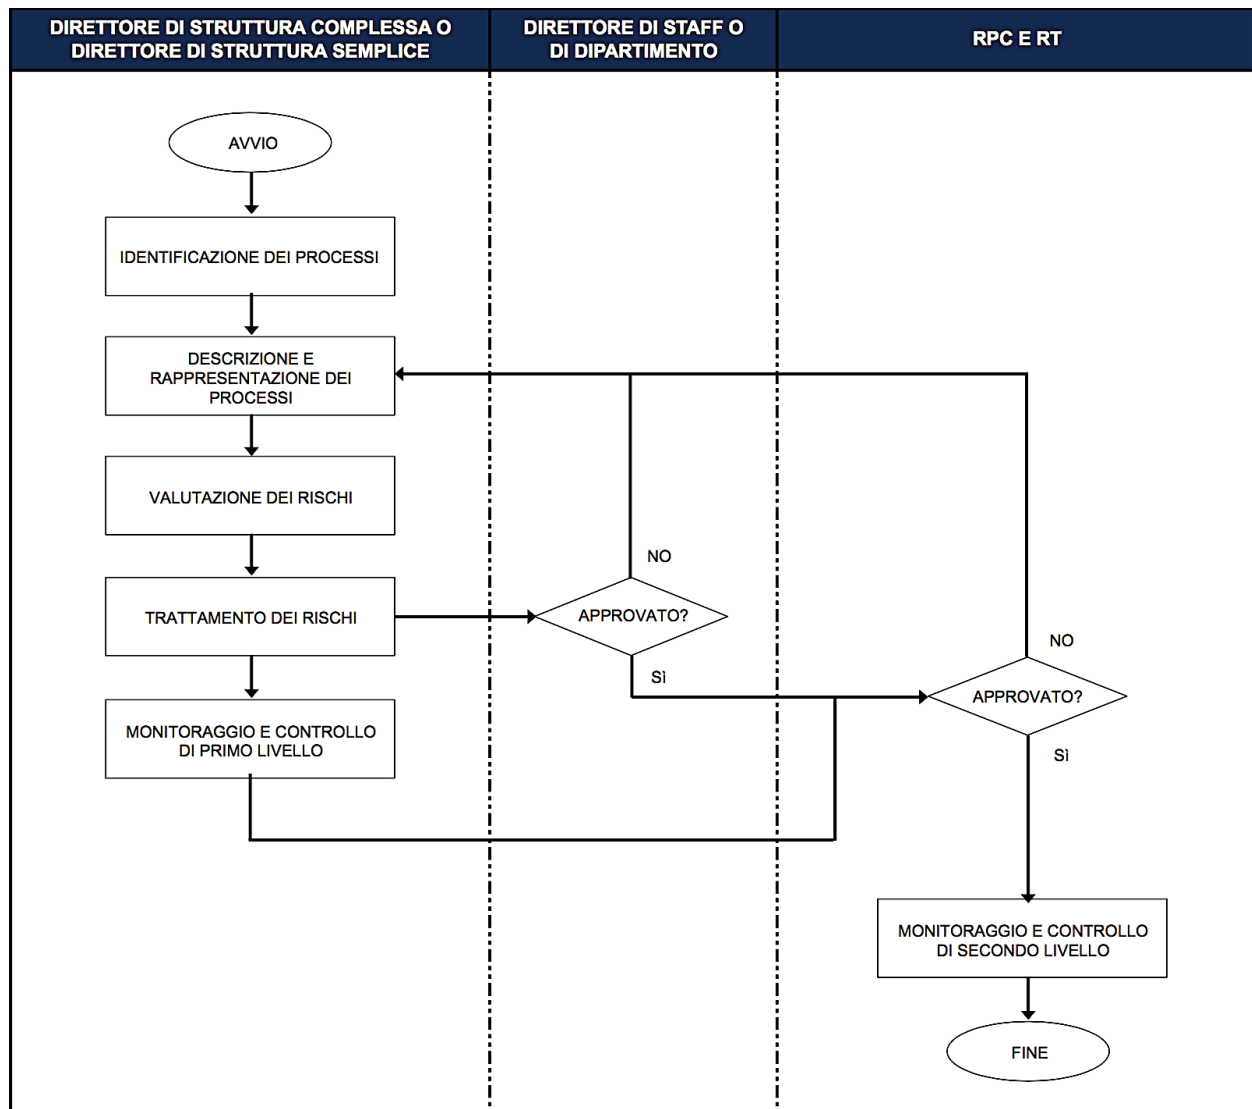 DIRETTORE DI STRUTTURA COMPLESSA O
DIRETTORE DI STRUTTURA SEMPLICE
DIRETTORE DI STAFF O
DI DIPARTIMENTO
RPC E RT
AVVIO
IDENTIFICAZIONE DEI PROCESSI
DESCRIZIONE E
RAPPRESENTAZIONE DEI
PROCESSI
VALUTAZIONE DEI RISCHI
TRATTAMENTO DEI RISCHI
MONITORAGGIO E CONTROLLO
DI PRIMO LIVELLO
NO
APPROVATO?
Sì
NO
APPROVATO?
Sì
MONITORAGGIO E CONTROLLO
DI SECONDO LIVELLO
FINE